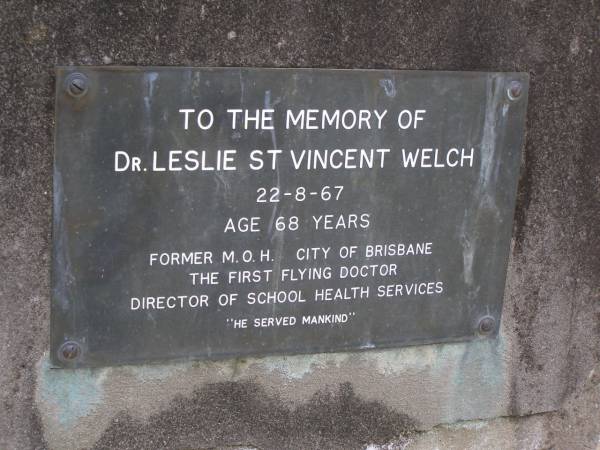 TO THE MEMORY OF
DR. LESLIE ST VINCENT WELCH
22-8-67
AGE 68 YEARS
FORMER M.O.H. CITY OF BRISBANE
THE FIRST FLYING DOCTOR
DIRECTOR OF SCHOOL HEALTH SERVICES
"HE SERVED MANKIND"